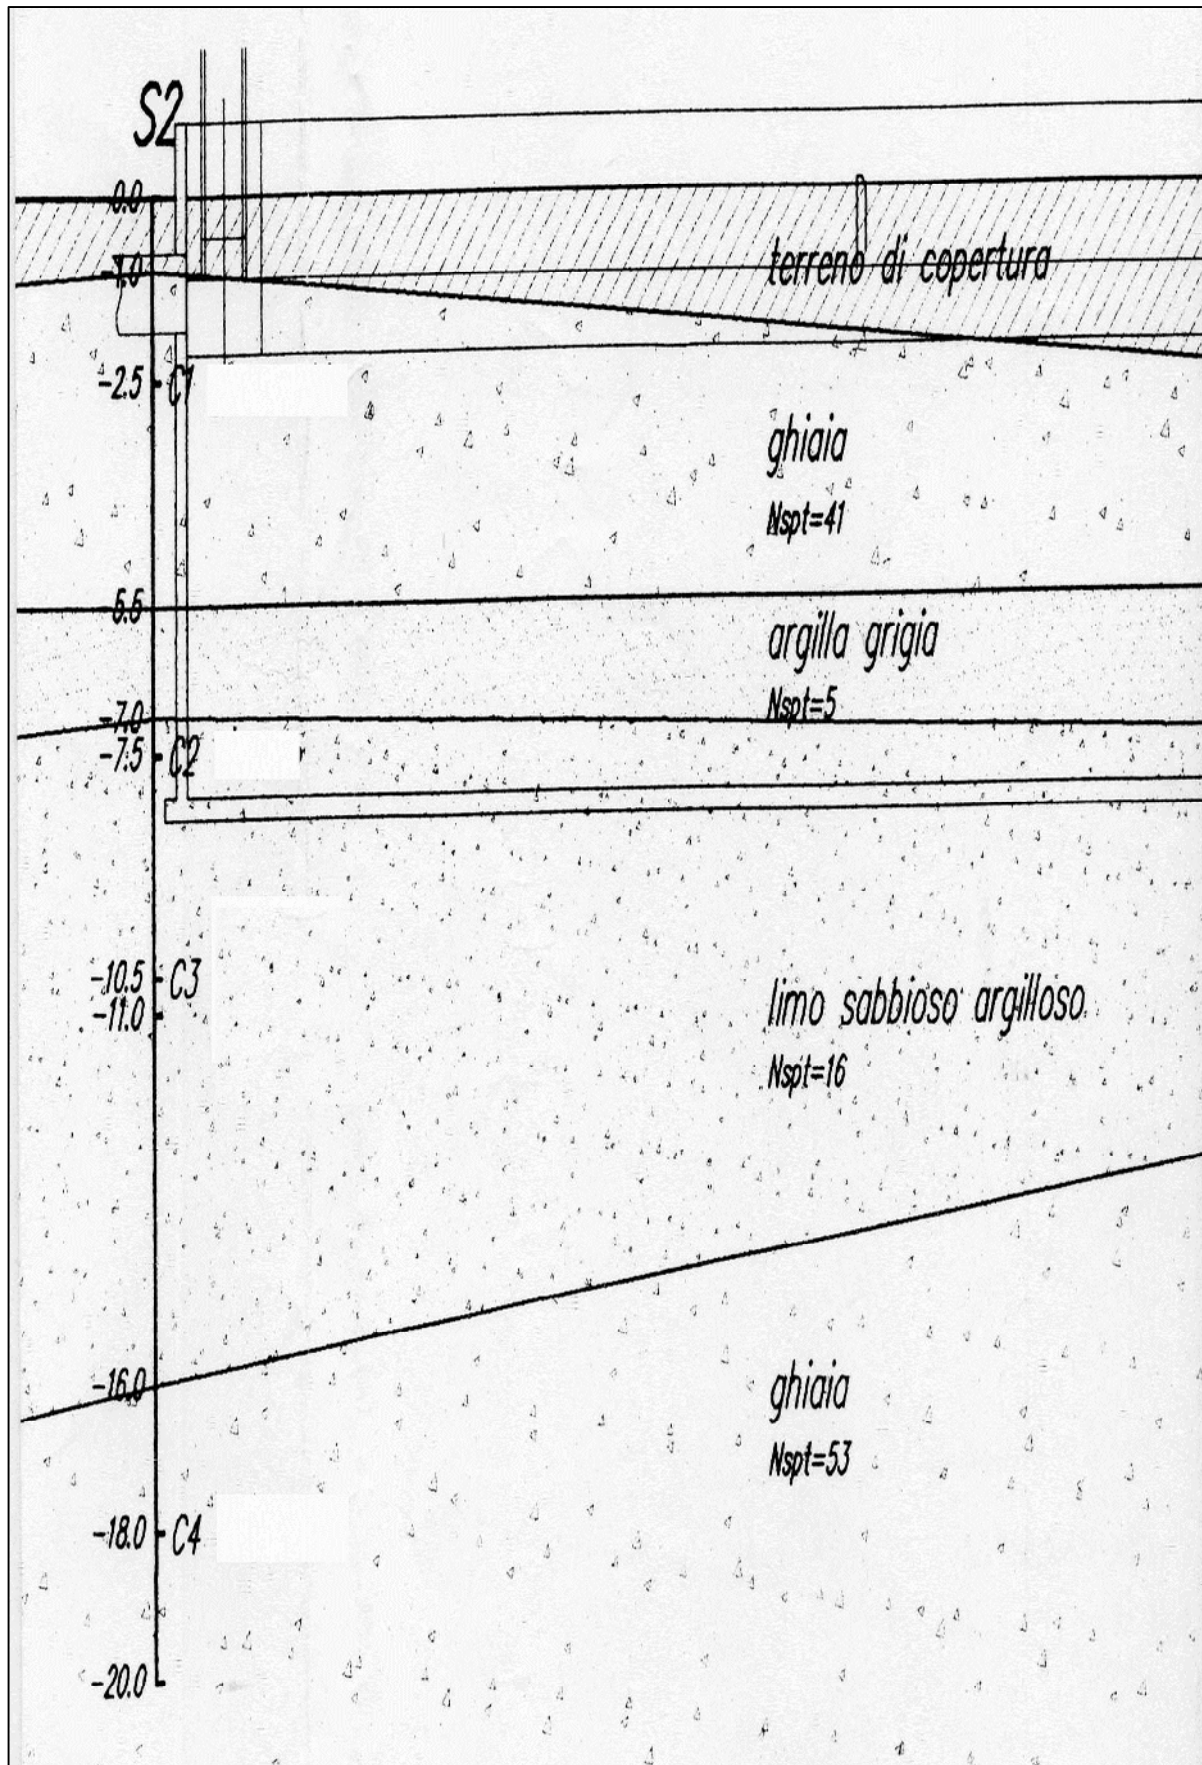 S2
0.0
-1.0
terreno di copertura
-2.5 C1
ghiaia
Nspt=41
-5.5
argilla grigia
Nspt=5
-7.0
-7.5 C2
-10.5 C3
-11.0
limo sabbioso argilloso
Nspt=16
-16.0
ghiaia
Nspt=53
-18.0 C4
-20.0